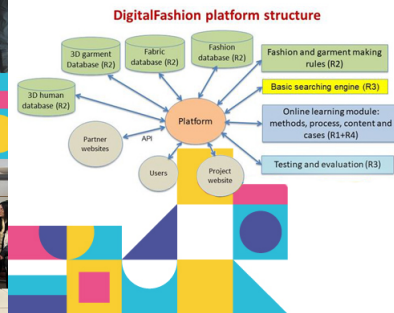 DigitalFashion platform structure
3D garment
Database (R2)
Fabric
database (R2)
Fashion
database (R2)
Fashion and garment making
rules (R2)
3D human
database (R2)
Basic searching engine (R3)
Platform
Online learning module:
methods, process, content and
cases (R1+R4)
Partner
websites
API
Users
Project
website
Testing and evaluation (R3)